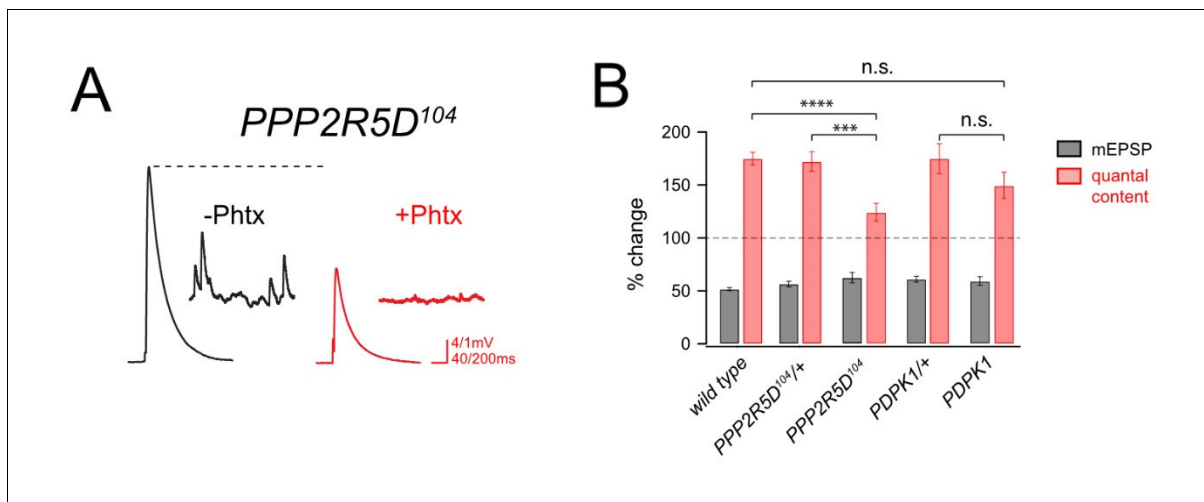 A
PPP2R5D¹⁰⁴
-Phtx
+Phtx
4/1mV
40/200ms
B
n.s.
****
***
n.s.
200
150
100
50
0
% change
mEPSP
quantal
content
wild type
PPP2R5D¹⁰⁴/+
PPP2R5D¹⁰⁴
PDPK1/+
PDPK1